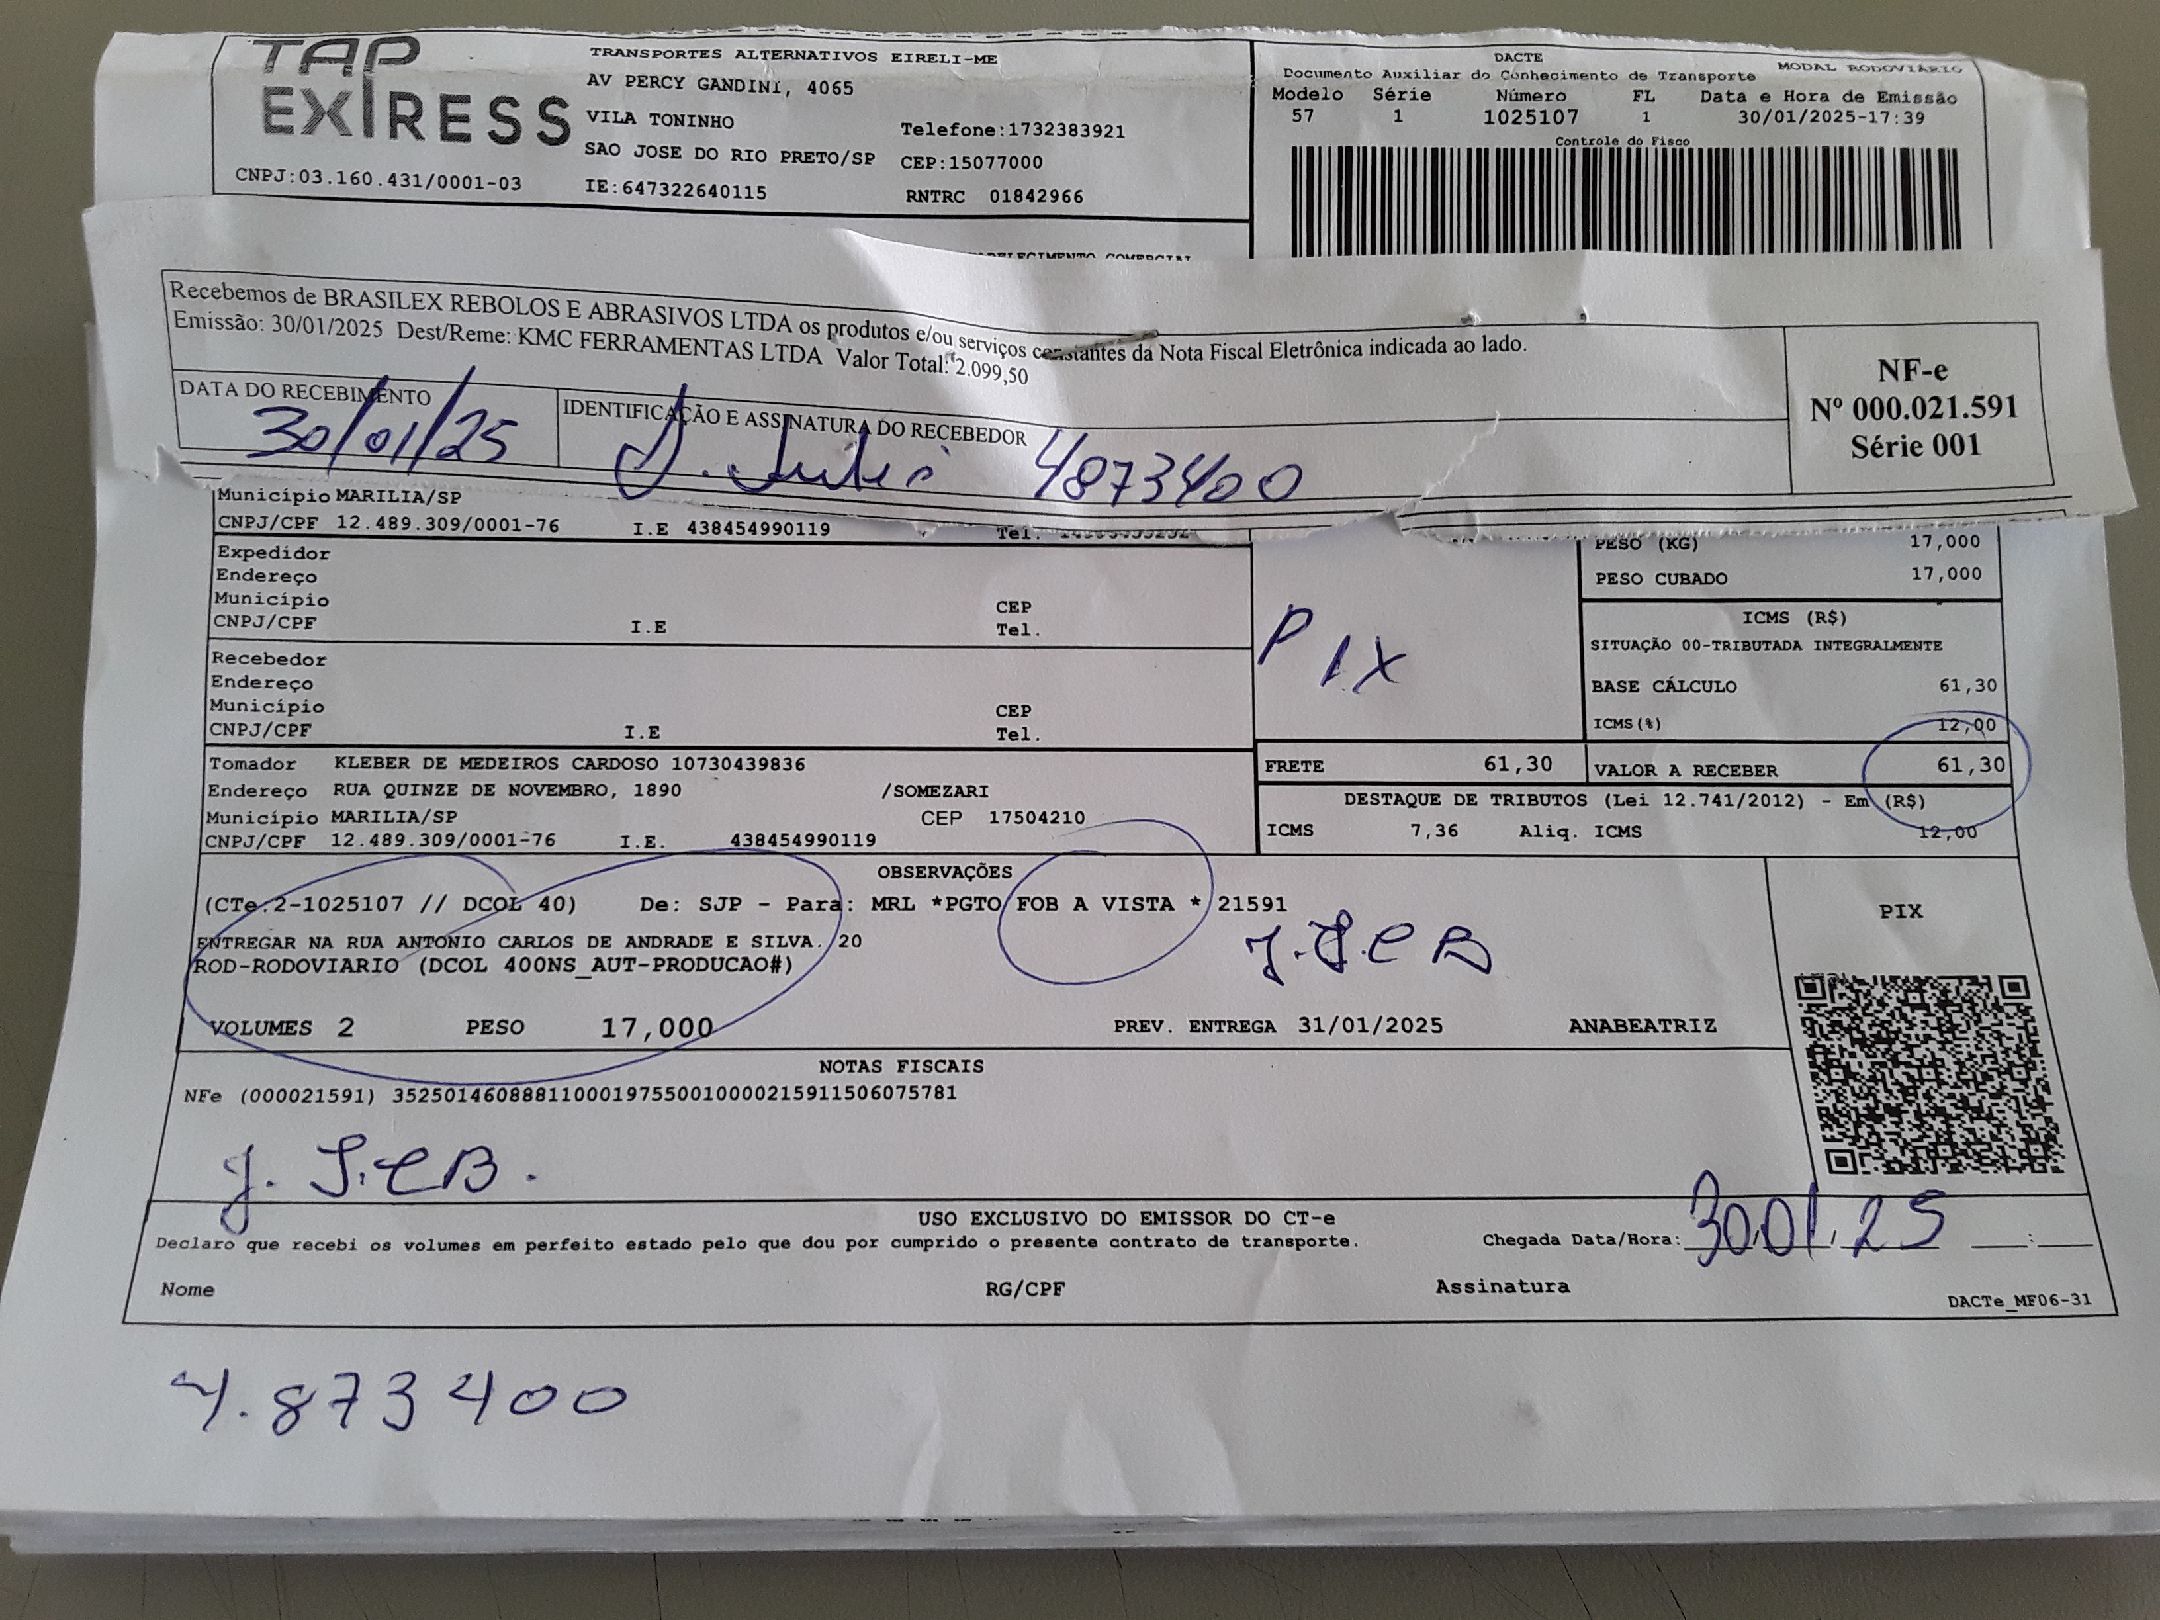 TAP
EXPRESS
TRANSPORTES ALTERNATIVOS EIRELI-ME
AV PERCY GANDINI, 4065
VILA TONINHO Telefone:1732383921
SAO JOSE DO RIO PRETO/SP CEP:15077000
CNPJ:03.160.431/0001-03 IE:647322640115 RNTRC 01842966
DACTE
Documento Auxiliar do Conhecimento de Transporte MODAL RODOVIÁRIO
Modelo Série Número FL Data e Hora de Emissão
57 1 1025107 1 30/01/2025-17:39
Controle do Fisco
Recebemos de BRASILEX REBOLOS E ABRASIVOS LTDA os produtos e/ou serviços constantes da Nota Fiscal Eletrônica indicada ao lado.
Emissão: 30/01/2025 Dest/Reme: KMC FERRAMENTAS LTDA Valor Total: 2.099,50
DATA DO RECEBIMENTO
30/01/25
IDENTIFICAÇÃO E ASSINATURA DO RECEBEDOR
4873400
NF-e
Nº 000.021.591
Série 001
Município MARILIA/SP
CNPJ/CPF 12.489.309/0001-76 I.E 438454990119 Tel.
Expedidor
Endereço
Município CEP
CNPJ/CPF I.E Tel.
Recebedor
Endereço
Município CEP
CNPJ/CPF I.E Tel.
PIX
PESO (KG) 17,000
PESO CUBADO 17,000
ICMS (R$)
SITUAÇÃO 00-TRIBUTADA INTEGRALMENTE
BASE CÁLCULO 61,30
ICMS(%) 12,00
Tomador KLEBER DE MEDEIROS CARDOSO 10730439836
Endereço RUA QUINZE DE NOVEMBRO, 1890 /SOMEZARI
Município MARILIA/SP CEP 17504210
CNPJ/CPF 12.489.309/0001-76 I.E. 438454990119
FRETE 61,30 VALOR A RECEBER 61,30
DESTAQUE DE TRIBUTOS (Lei 12.741/2012) - Em (R$)
ICMS 7,36 Aliq. ICMS 12,00
OBSERVAÇÕES
(CTe:2-1025107 // DCOL 40) De: SJP - Para: MRL *PGTO FOB A VISTA * 21591
ENTREGAR NA RUA ANTONIO CARLOS DE ANDRADE E SILVA. 20
ROD-RODOVIARIO (DCOL 400NS_AUT-PRODUCAO#)
VOLUMES 2 PESO 17,000 PREV. ENTREGA 31/01/2025 ANABEATRIZ
PIX
NOTAS FISCAIS
NFe (000021591) 35250146088811000197550010000215911506075781
USO EXCLUSIVO DO EMISSOR DO CT-e
Declaro que recebi os volumes em perfeito estado pelo que dou por cumprido o presente contrato de transporte. Chegada Data/Hora: 30.01.25
Nome RG/CPF Assinatura
DACTe_MF06-31
4.873400